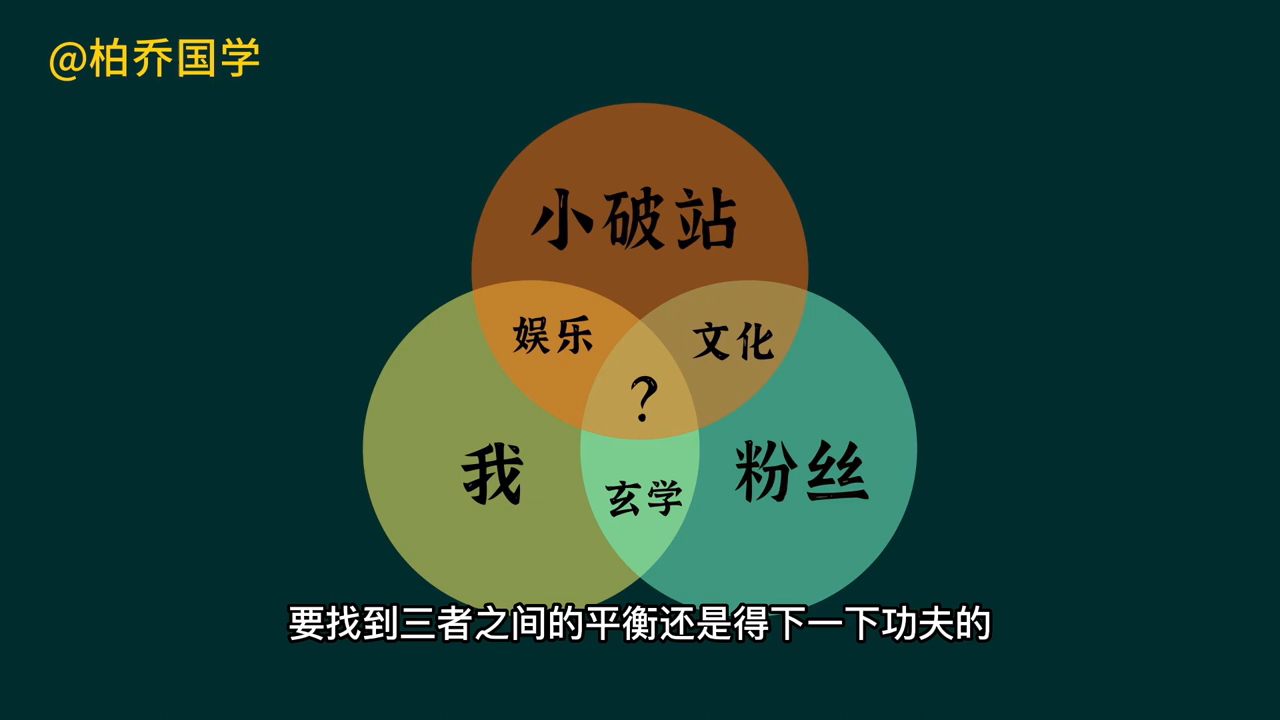 @柏乔国学
小破站
娱乐
文化
?
我
粉丝
玄学
要找到三者之间的平衡还是得下一下功夫的